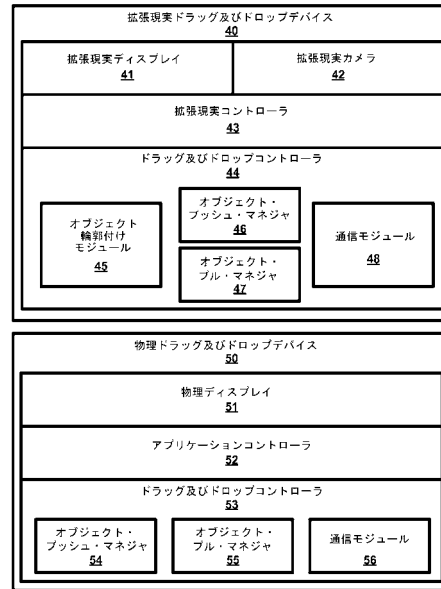 拡張現実ドラッグ及びドロップデバイス
40
拡張現実ディスプレイ
41
拡張現実カメラ
42
拡張現実コントローラ
43
ドラッグ及びドロップコントローラ
44
オブジェクト
輪郭付け
モジュール
45
オブジェクト・
プッシュ・マネジャ
46
オブジェクト・
プル・マネジャ
47
通信モジュール
48
物理ドラッグ及びドロップデバイス
50
物理ディスプレイ
51
アプリケーションコントローラ
52
ドラッグ及びドロップコントローラ
53
オブジェクト・
プッシュ・マネジャ
54
オブジェクト・
プル・マネジャ
55
通信モジュール
56